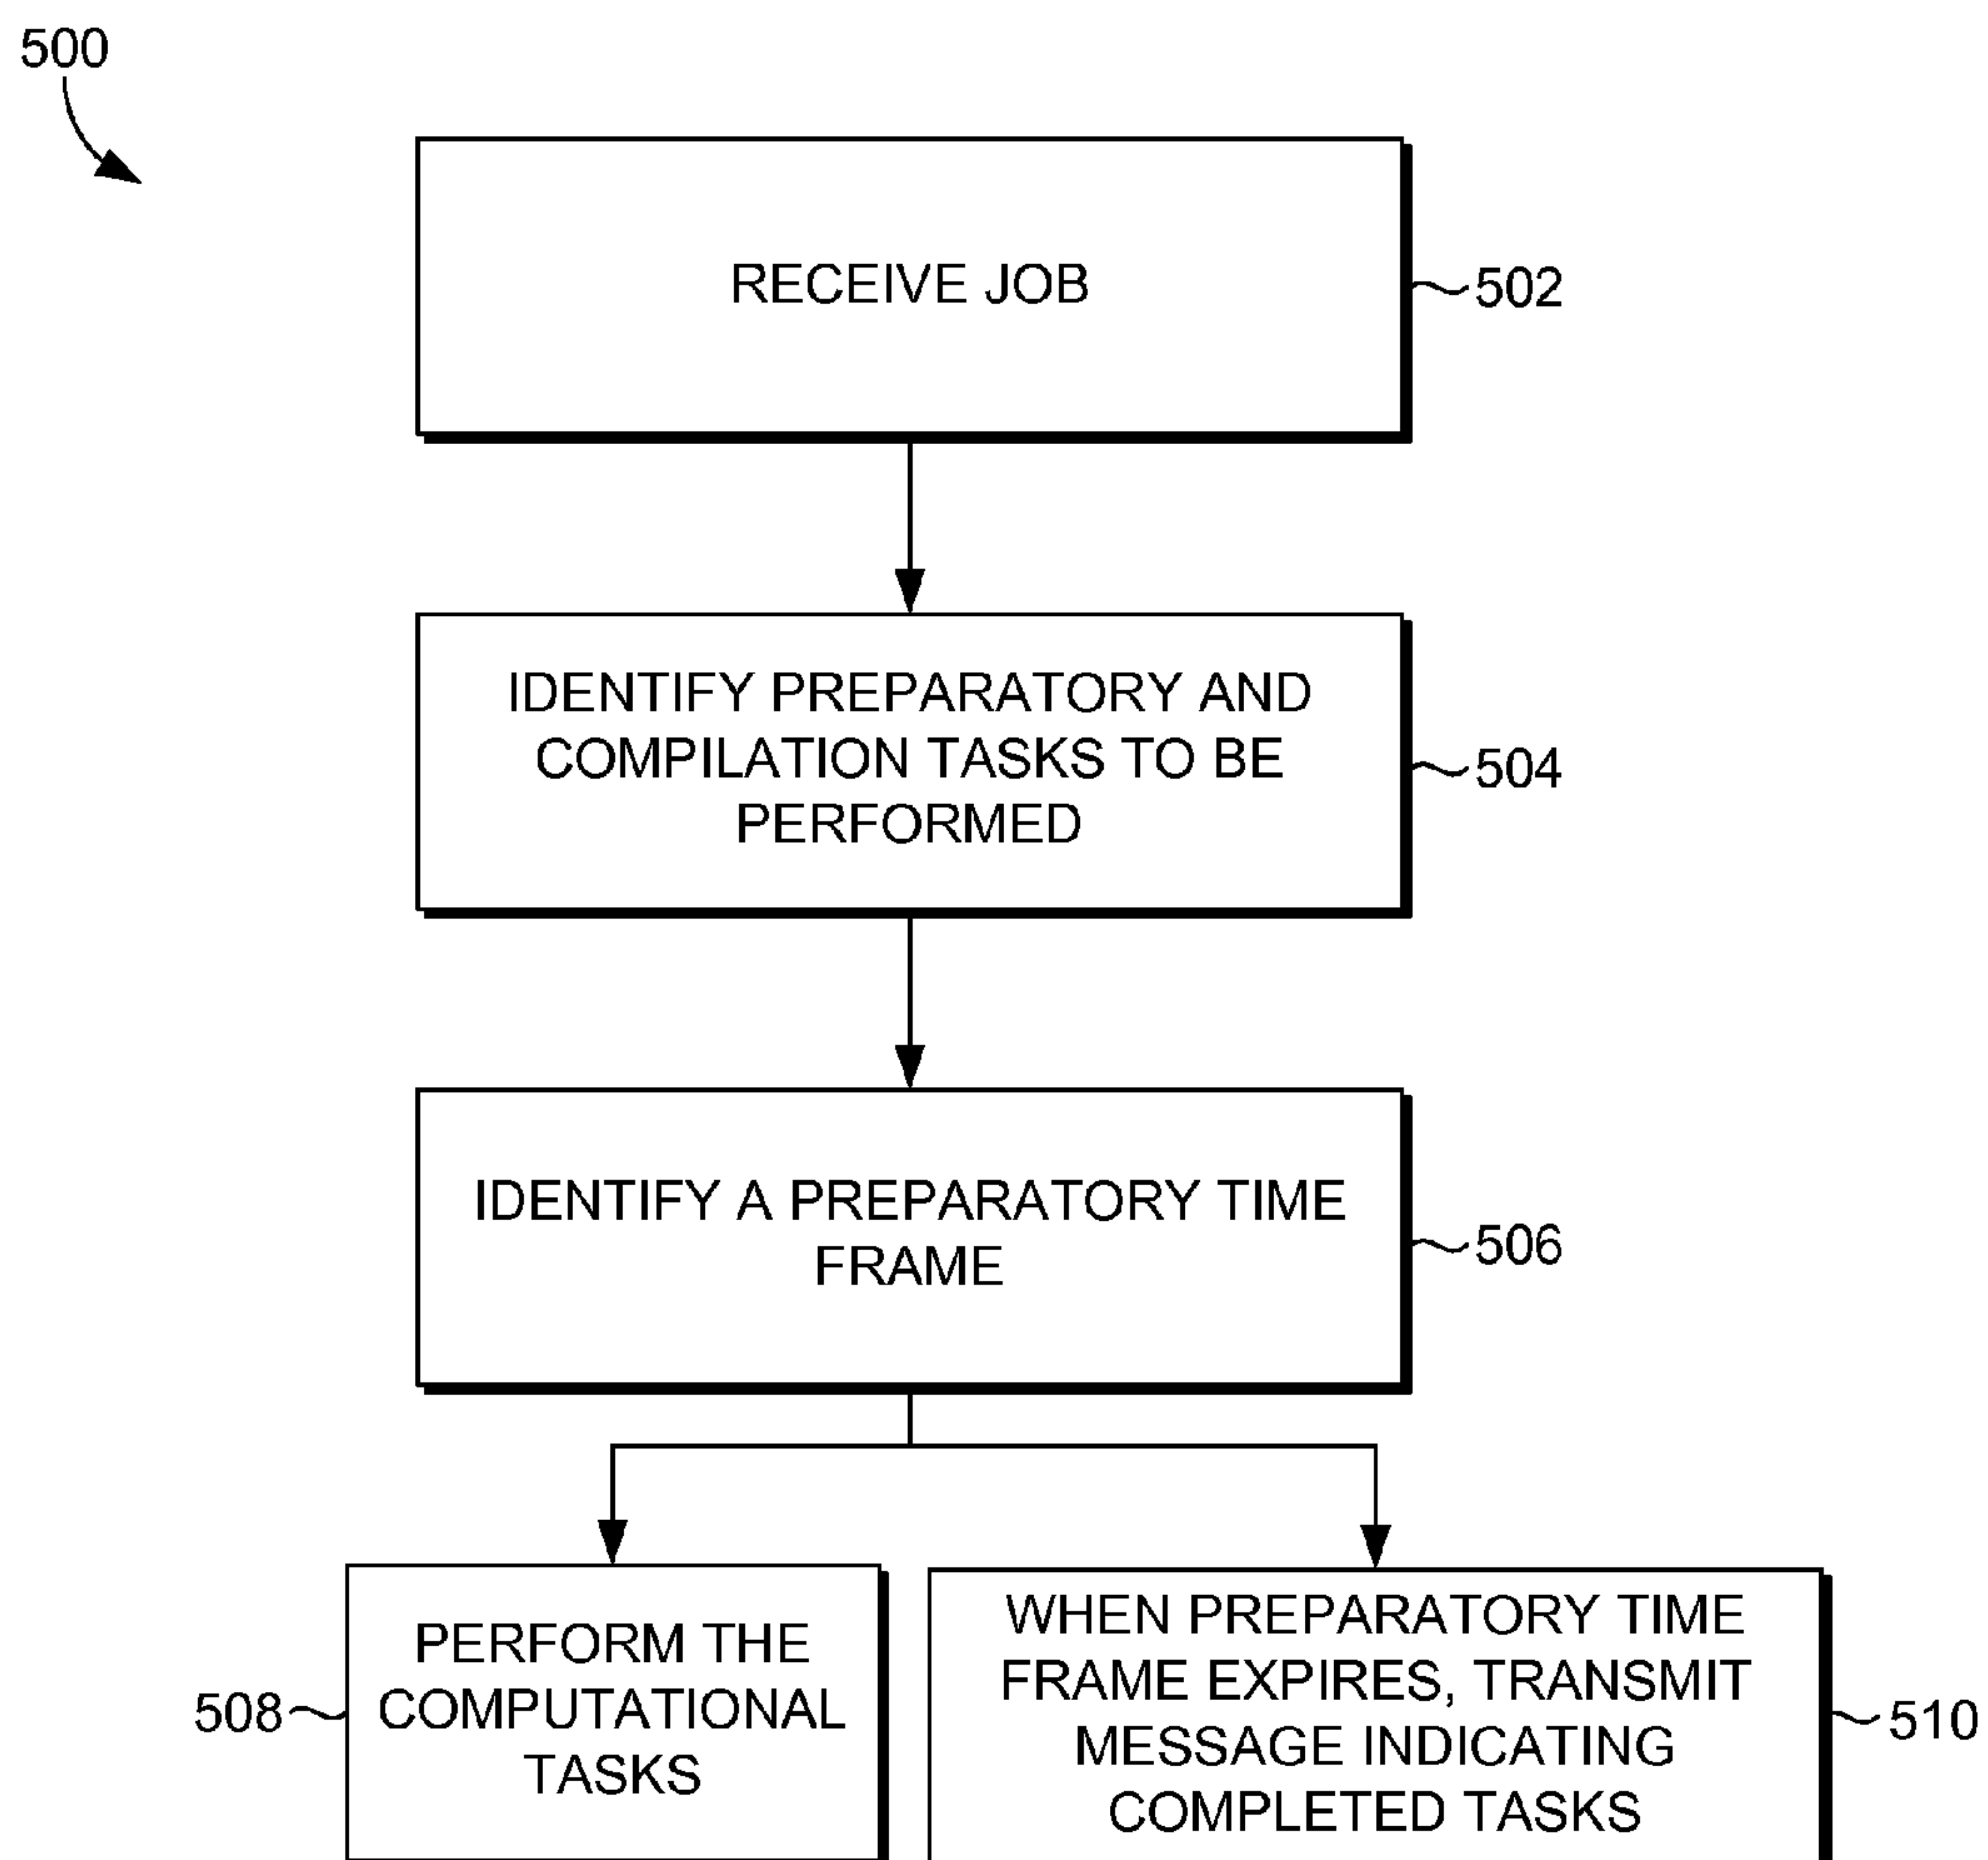 500
RECEIVE JOB
502
IDENTIFY PREPARATORY AND
COMPILATION TASKS TO BE
PERFORMED
504
IDENTIFY A PREPARATORY TIME
FRAME
506
PERFORM THE
COMPUTATIONAL
TASKS
508
WHEN PREPARATORY TIME
FRAME EXPIRES, TRANSMIT
MESSAGE INDICATING
COMPLETED TASKS
510